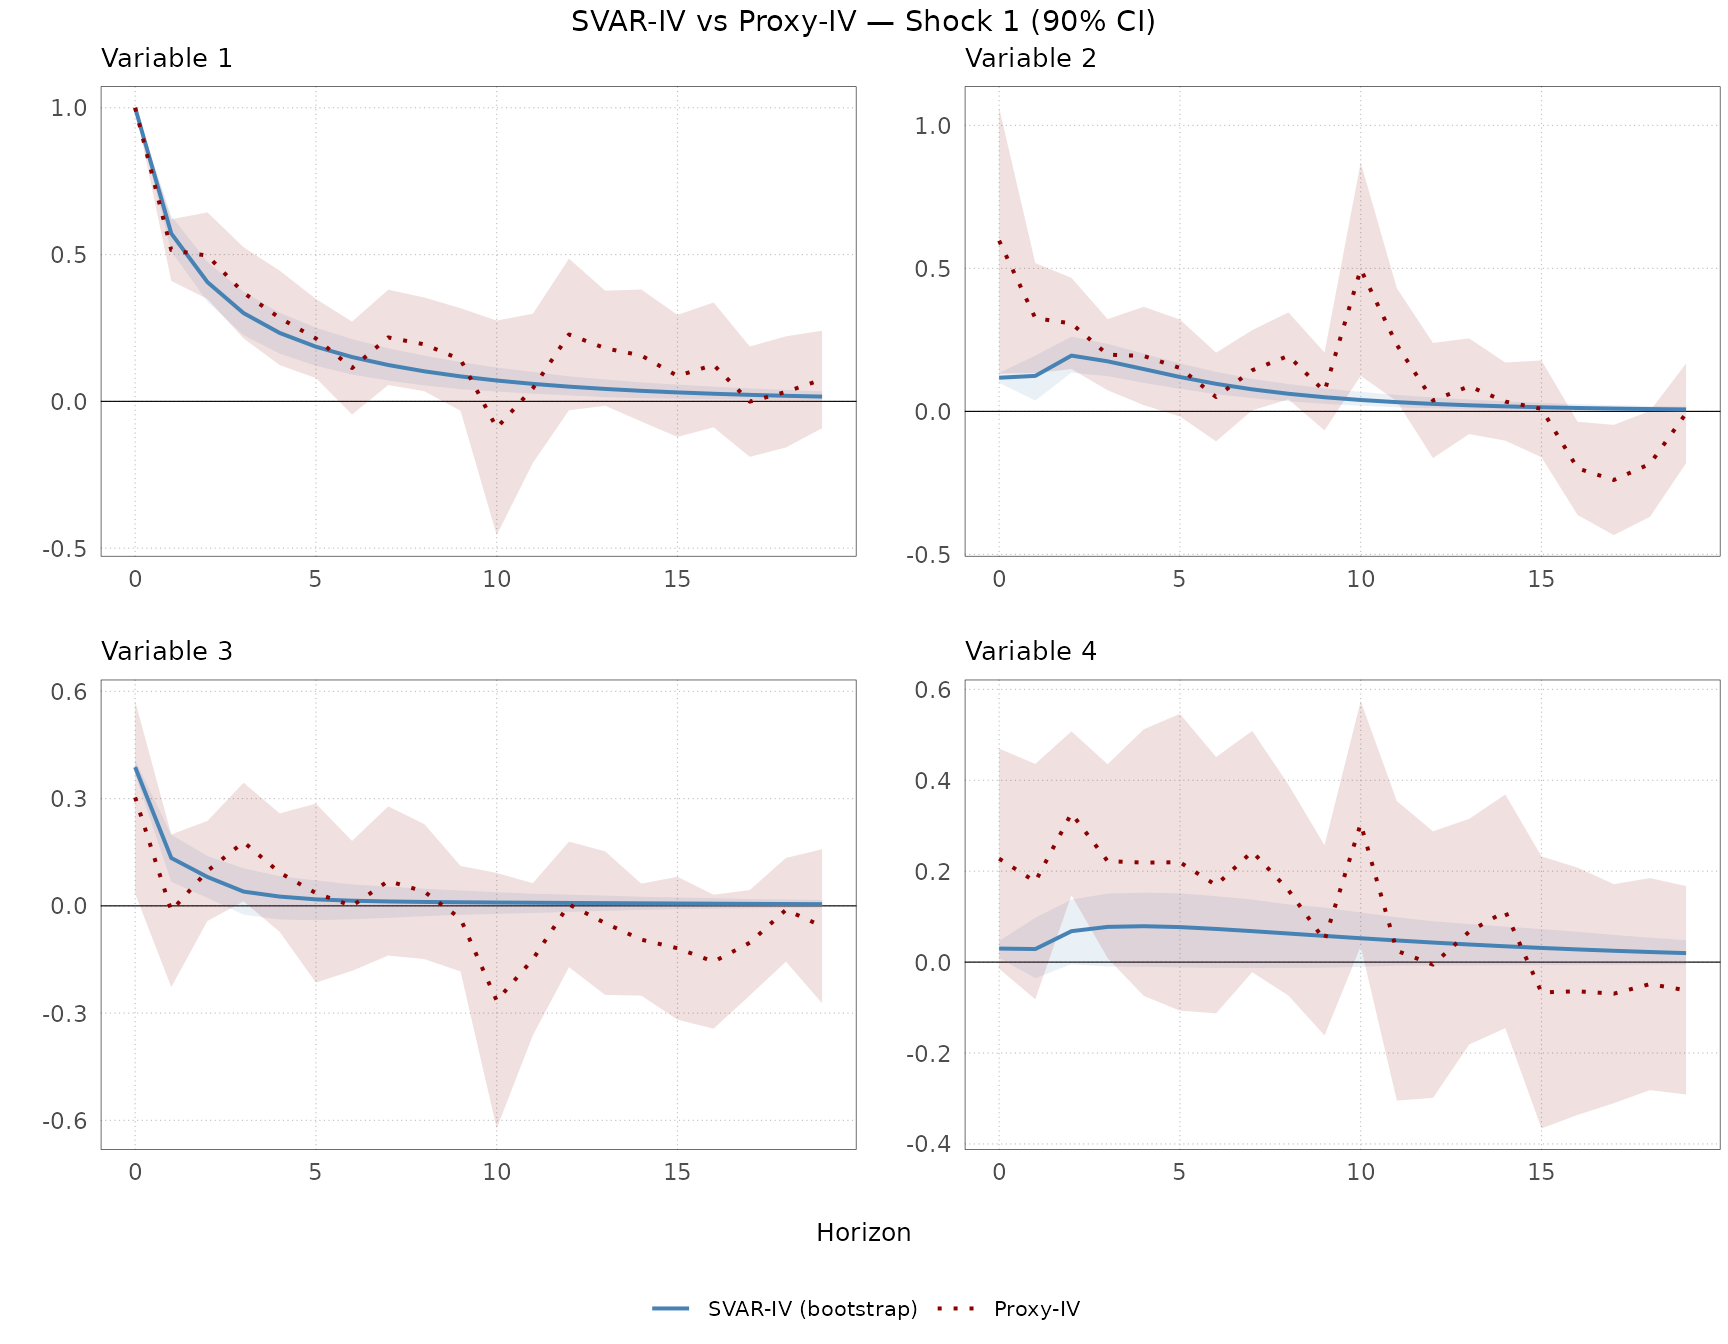 SVAR-IV vs Proxy-IV — Shock 1 (90% CI)
Variable 1
1.0
0.5
0.0
-0.5
0 5 10 15
Variable 2
1.0
0.5
0.0
-0.5
0 5 10 15
Variable 3
0.6
0.3
0.0
-0.3
-0.6
0 5 10 15
Variable 4
0.6
0.4
0.2
0.0
-0.2
-0.4
0 5 10 15
Horizon
SVAR-IV (bootstrap) Proxy-IV